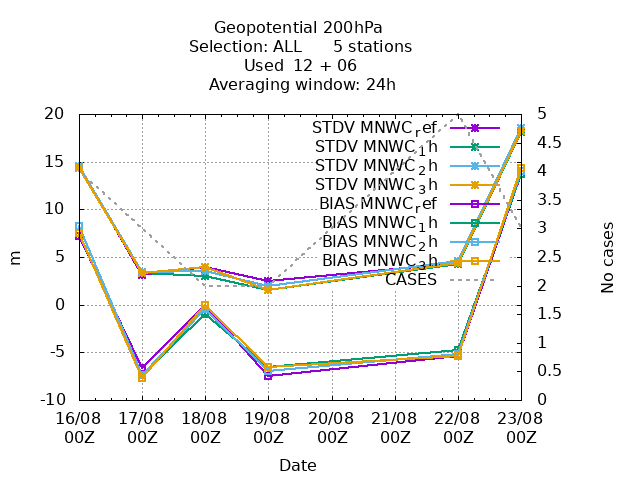 Geopotential 200hPa
Selection: ALL 5 stations
Used 12 + 06
Averaging window: 24h
20
15
10
5
0
-5
-10
m
5
4.5
4
3.5
3
2.5
2
1.5
1
0.5
0
No cases
STDV MNWC_ref
STDV MNWC_1h
STDV MNWC_2h
STDV MNWC_3h
BIAS MNWC_ref
BIAS MNWC_1h
BIAS MNWC_2h
BIAS MNWC_3h
CASES
16/08 17/08 18/08 19/08 20/08 21/08 22/08 23/08
00Z 00Z 00Z 00Z 00Z 00Z 00Z 00Z
Date